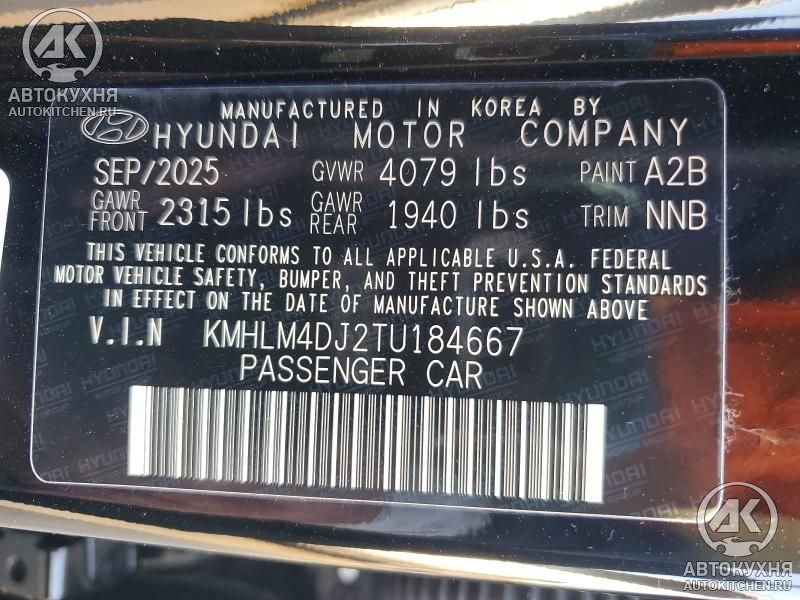 AK
АВТОКУХНЯ
AUTOKITCHEN.RU
MANUFACTURED IN KOREA BY
HYUNDAI MOTOR COMPANY
SEP/2025 GVWR 4079 lbs PAINT A2B
GAWR FRONT 2315 lbs GAWR REAR 1940 lbs TRIM NNB
THIS VEHICLE CONFORMS TO ALL APPLICABLE U.S.A. FEDERAL
MOTOR VEHICLE SAFETY, BUMPER, AND THEFT PREVENTION STANDARDS
IN EFFECT ON THE DATE OF MANUFACTURE SHOWN ABOVE
V.I.N KMHLM4DJ2TU184667
PASSENGER CAR
AK
АВТОКУХНЯ
AUTOKITCHEN.RU